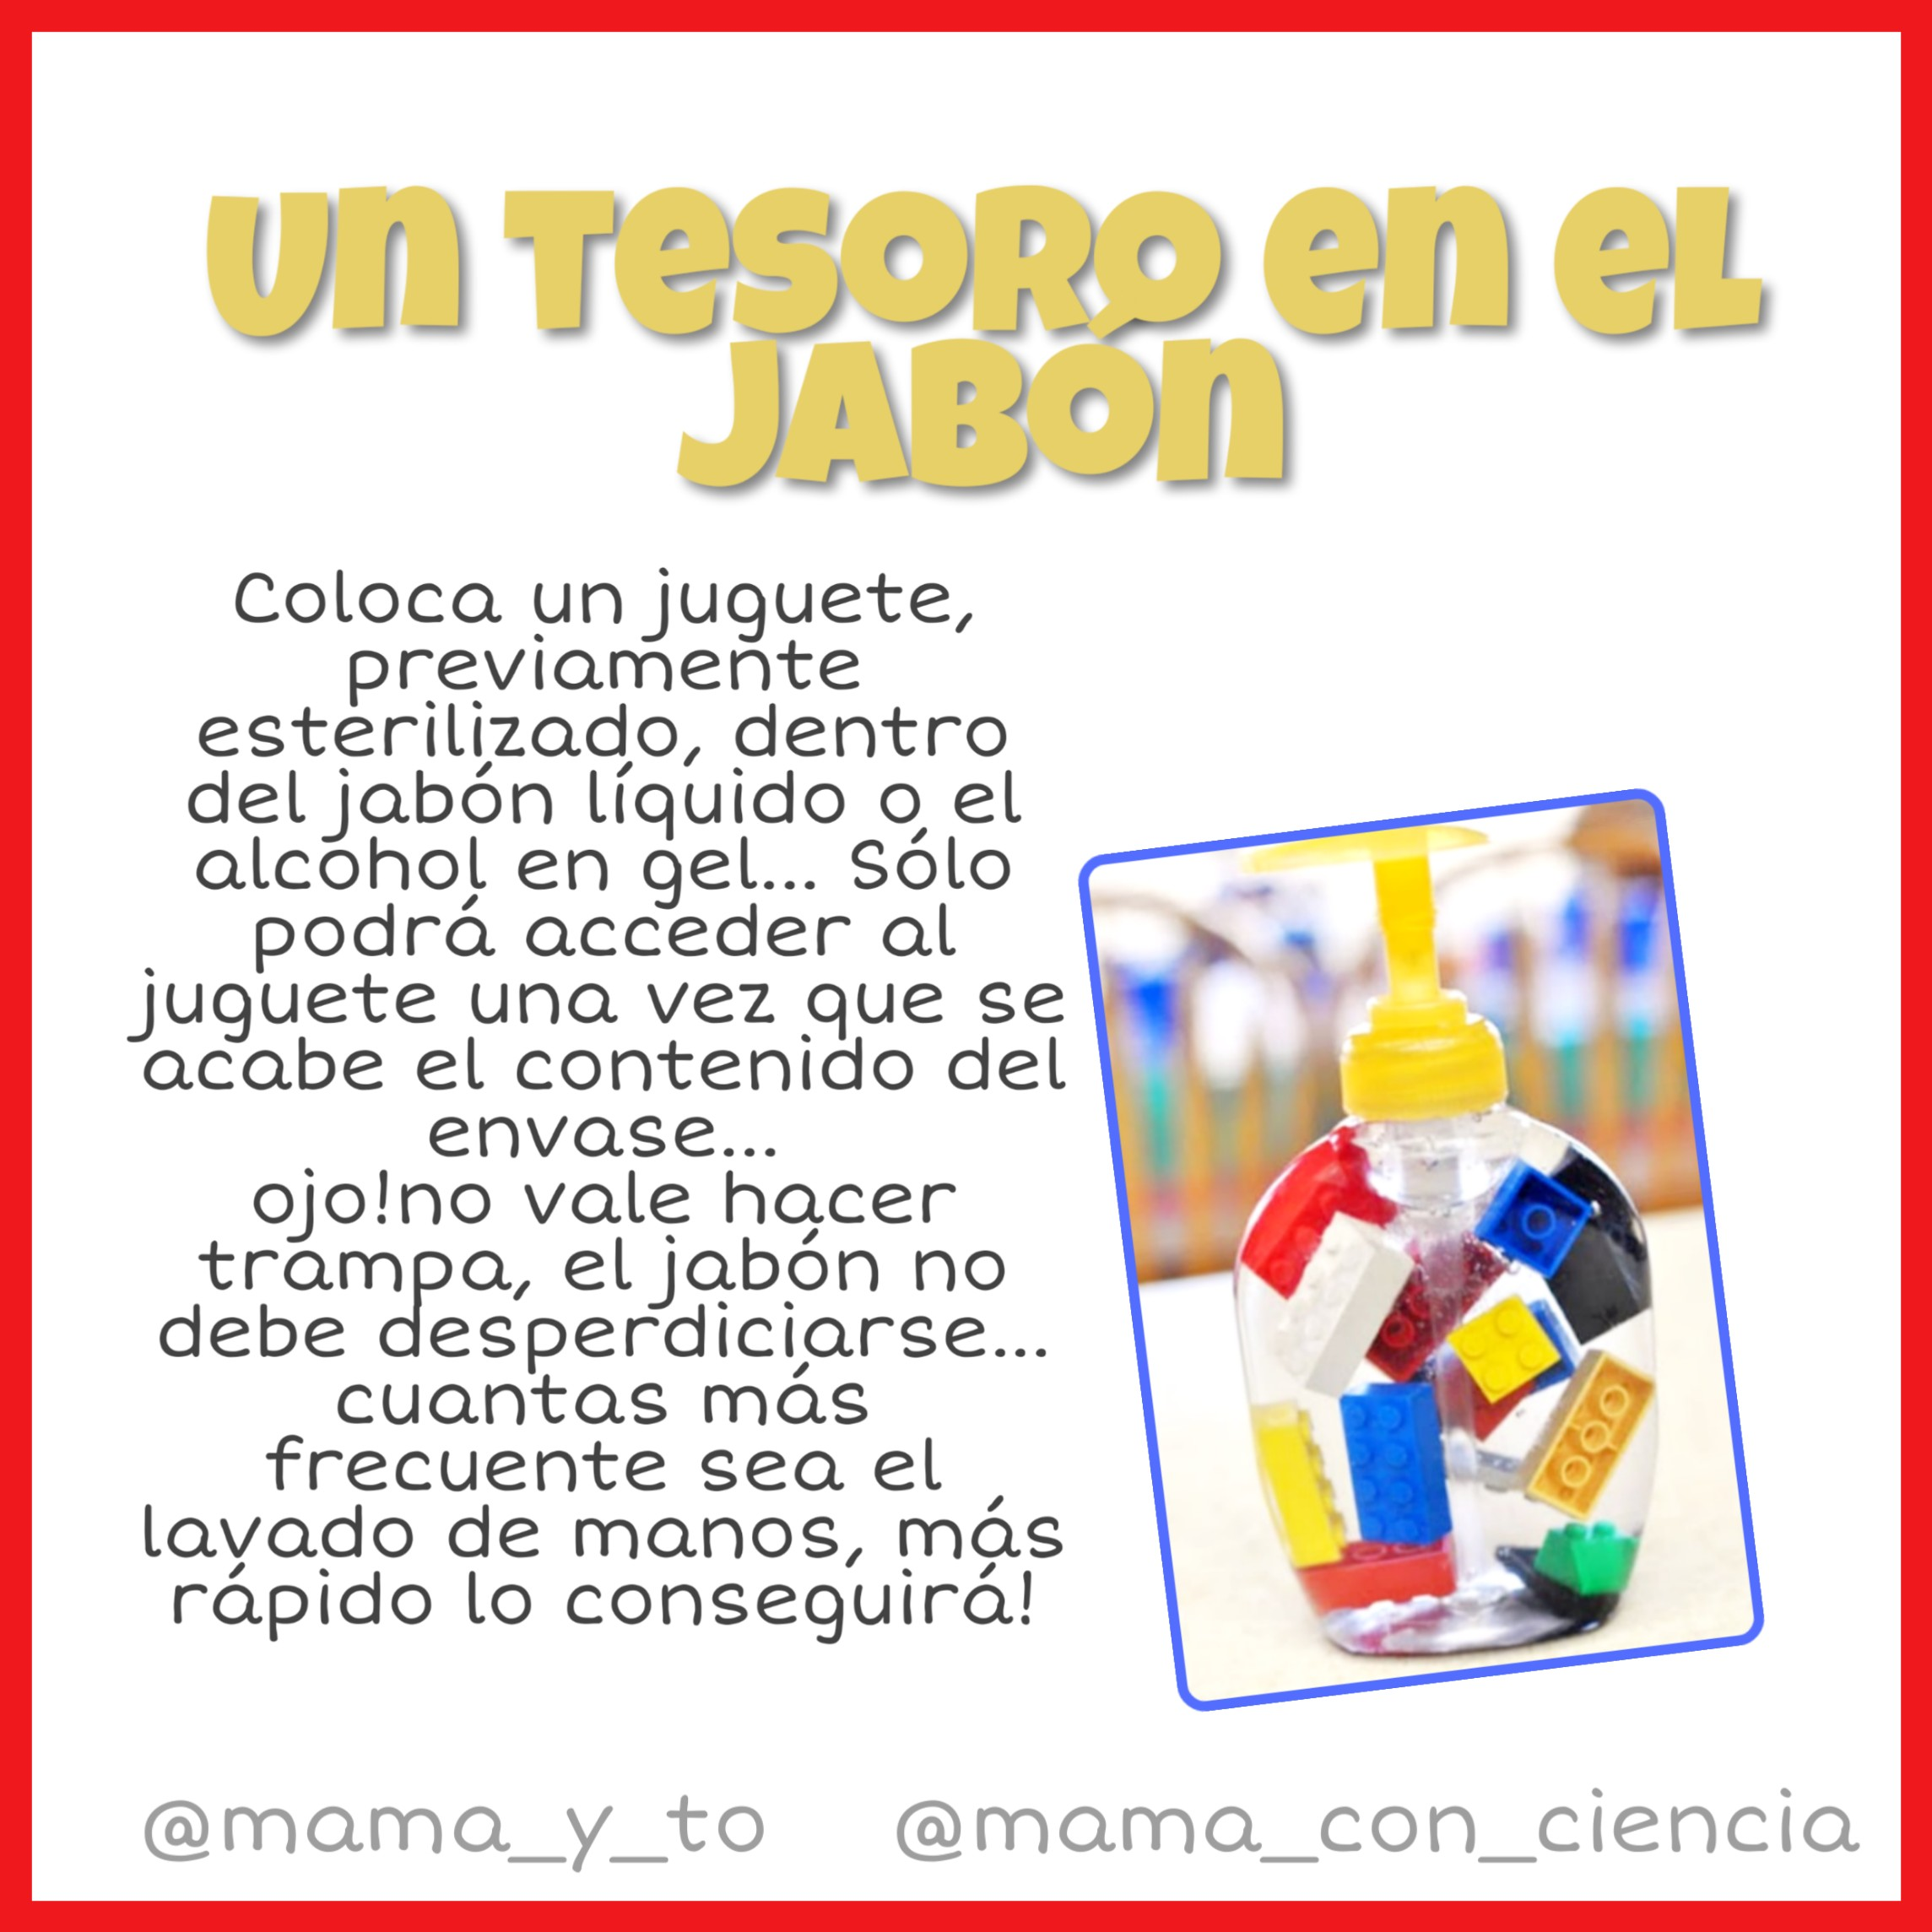 Un Tesoro en el
Jabón
Coloca un juguete,
previamente
esterilizado, dentro
del jabón líquido o el
alcohol en gel... Sólo
podrá acceder al
juguete una vez que se
acabe el contenido del
envase...
ojo!no vale hacer
trampa, el jabón no
debe desperdiciarse...
cuantas más
frecuente sea el
lavado de manos, más
rápido lo conseguirá!
@mama_y_to @mama_con_ciencia